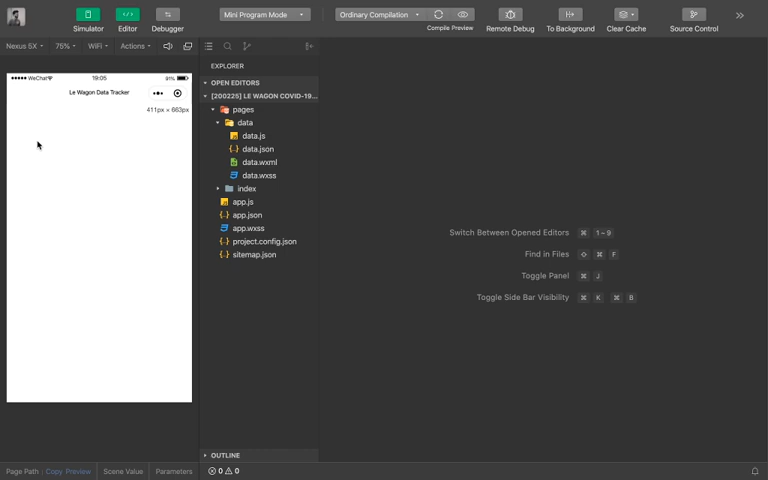 Simulator
Editor
Debugger
Mini Program Mode
Ordinary Compilation
Compile Preview
Remote Debug
To Background
Clear Cache
Source Control
Nexus 5X
75%
WiFi
Actions
WeChat
19:05
91%
Le Wagon Data Tracker
411px × 663px
EXPLORER
OPEN EDITORS
[200225] LE WAGON COVID-19...
pages
data
data.js
data.json
data.wxml
data.wxss
index
app.js
app.json
app.wxss
project.config.json
sitemap.json
OUTLINE
Switch Between Opened Editors ⌘ 1~9
Find in Files ⇧ ⌘ F
Toggle Panel ⌘ J
Toggle Side Bar Visibility ⌘ K ⌘ B
Page Path
Copy
Preview
Scene Value
Parameters
0
0